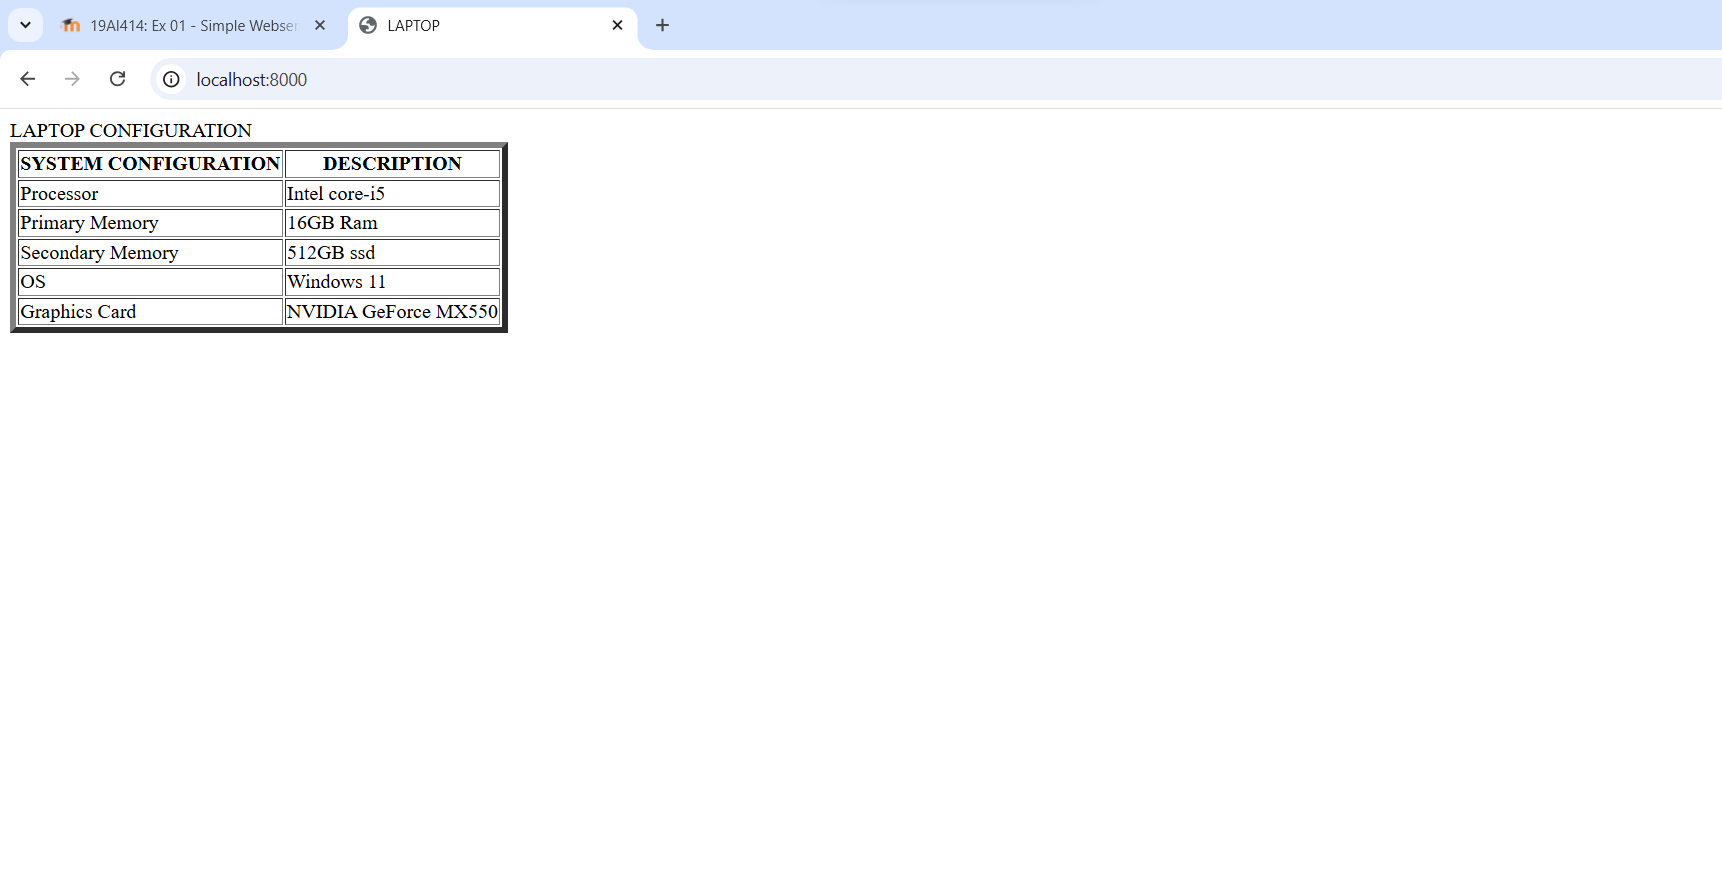 19AI414: Ex 01 - Simple Webser
LAPTOP
localhost:8000
LAPTOP CONFIGURATION
SYSTEM CONFIGURATION DESCRIPTION
Processor Intel core-i5
Primary Memory 16GB Ram
Secondary Memory 512GB ssd
OS Windows 11
Graphics Card NVIDIA GeForce MX550